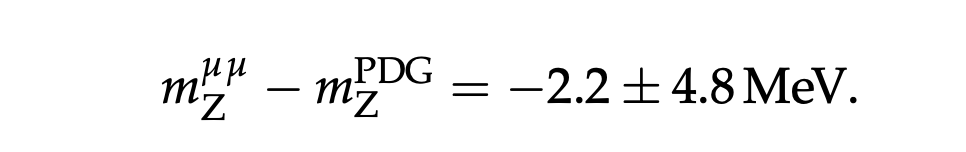 m_Z^{μμ} − m_Z^{PDG} = −2.2 ± 4.8 MeV.